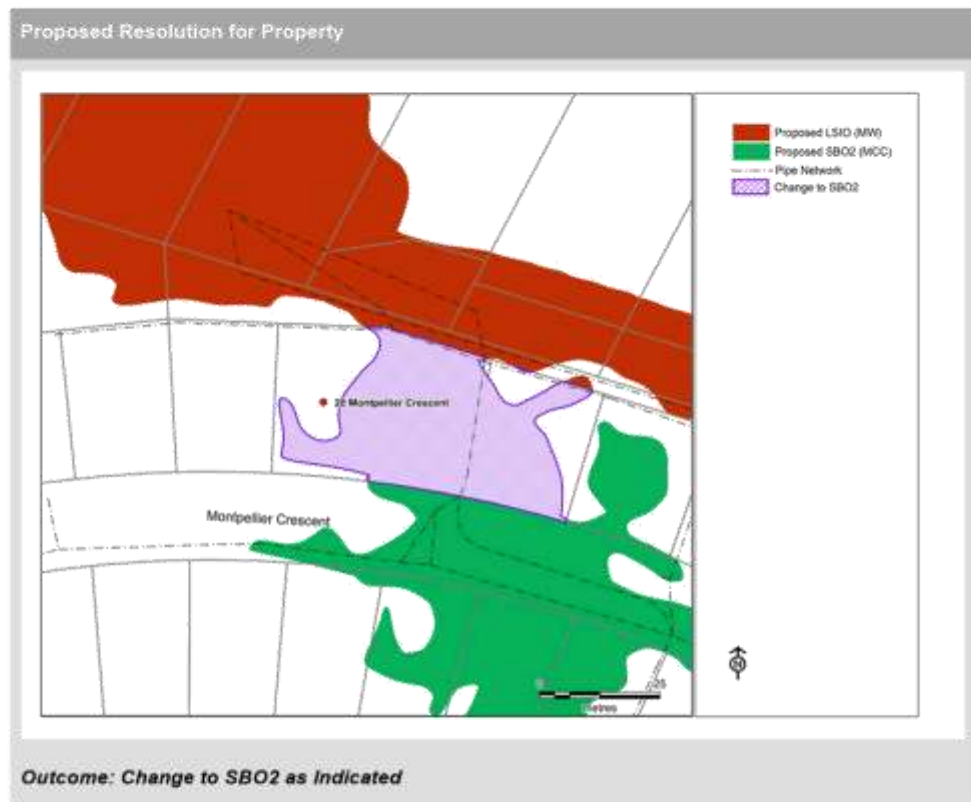 Proposed Resolution for Property
Proposed LSIO (MW)
Proposed SBO2 (MCC)
Pipe Network
Change to SBO2
Montpellier Crescent
Montpellier Crescent
N
25
metres
Outcome: Change to SBO2 as Indicated